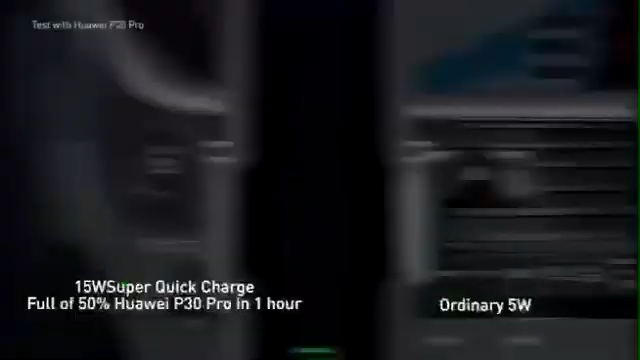 Test with Huawei P30 Pro
15WSuper Quick Charge
Full of 50% Huawei P30 Pro in 1 hour
Ordinary 5W